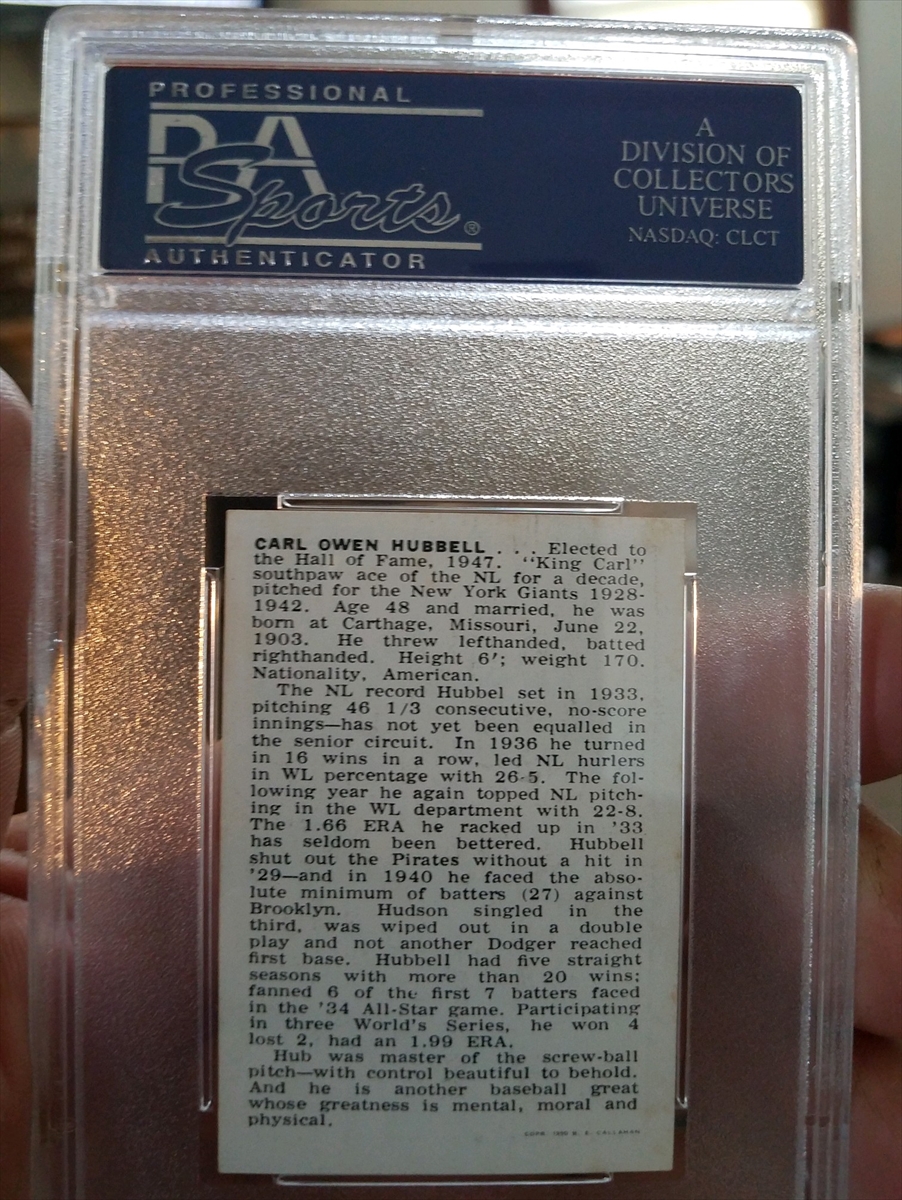 PROFESSIONAL
PSA
Sports®
AUTHENTICATOR
A
DIVISION OF
COLLECTORS
UNIVERSE
NASDAQ: CLCT
CARL OWEN HUBBELL . . . Elected to
the Hall of Fame, 1947. "King Carl"
southpaw ace of the NL for a decade,
pitched for the New York Giants 1928-
1942. Age 48 and married, he was
born at Carthage, Missouri, June 22,
1903. He threw lefthanded, batted
righthanded. Height 6'; weight 170.
Nationality, American.
The NL record Hubbel set in 1933,
pitching 46 1/3 consecutive, no-score
innings—has not yet been equalled in
the senior circuit. In 1936 he turned
in 16 wins in a row, led NL hurlers
in WL percentage with 26-5. The fol-
lowing year he again topped NL pitch-
ing in the WL department with 22-8.
The 1.66 ERA he racked up in '33
has seldom been bettered. Hubbell
shut out the Pirates without a hit in
'29—and in 1940 he faced the abso-
lute minimum of batters (27) against
Brooklyn. Hudson singled in the
third, was wiped out in a double
play and not another Dodger reached
first base. Hubbell had five straight
seasons with more than 20 wins;
fanned 6 of the first 7 batters faced
in the '34 All-Star game. Participating
in three World's Series, he won 4
lost 2, had an 1.99 ERA.
Hub was master of the screw-ball
pitch—with control beautiful to behold.
And he is another baseball great
whose greatness is mental, moral and
physical.
COPR. B. E. CALLAHAN